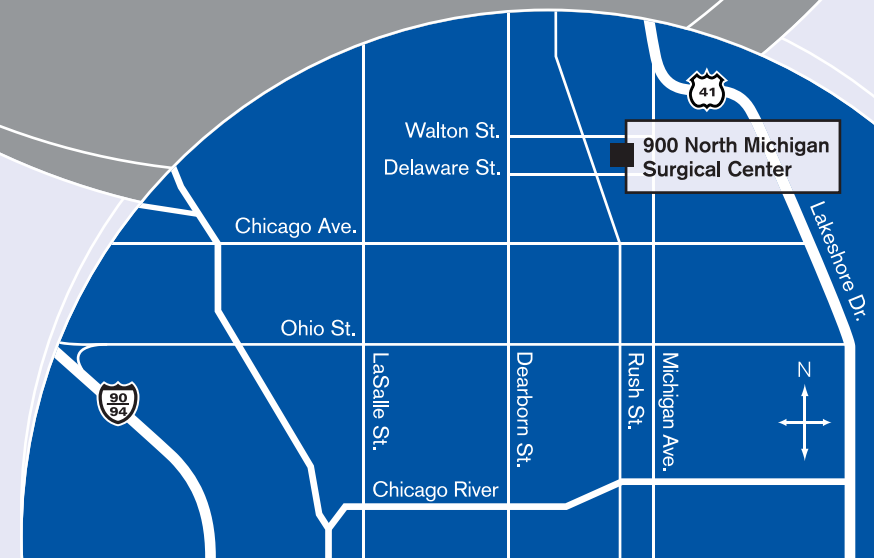 41
Walton St.
900 North Michigan
Surgical Center
Delaware St.
Lakeshore Dr.
Chicago Ave.
Ohio St.
LaSalle St.
Dearborn St.
Rush St.
Michigan Ave.
N
90
94
Chicago River